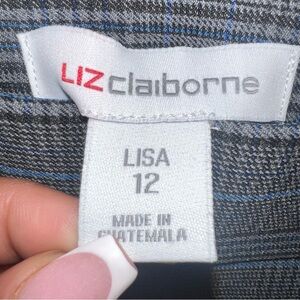 LIZ claiborne
LISA
12
MADE IN
GUATEMALA